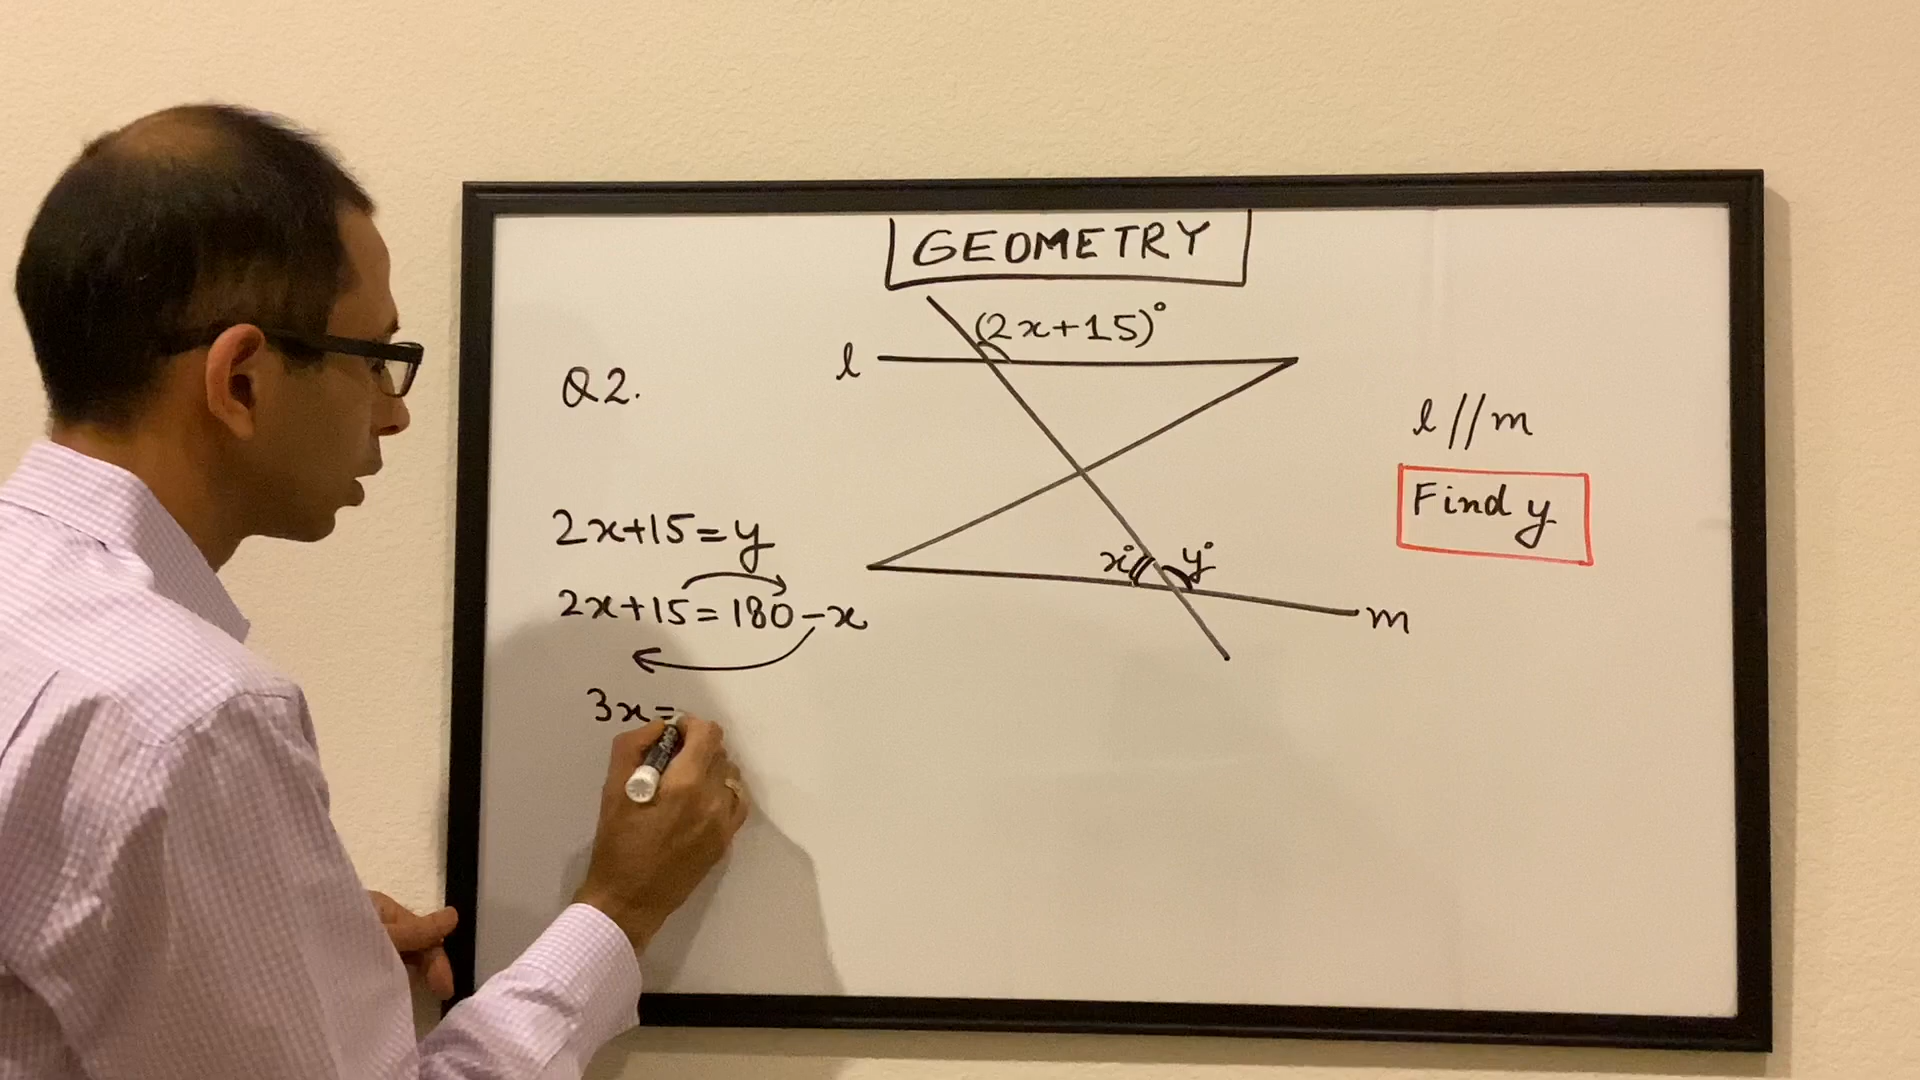 GEOMETRY
(2x+15)°
l
Q2.
l//m
Find y
2x+15=y
x° y°
2x+15=180-x
m
3x=